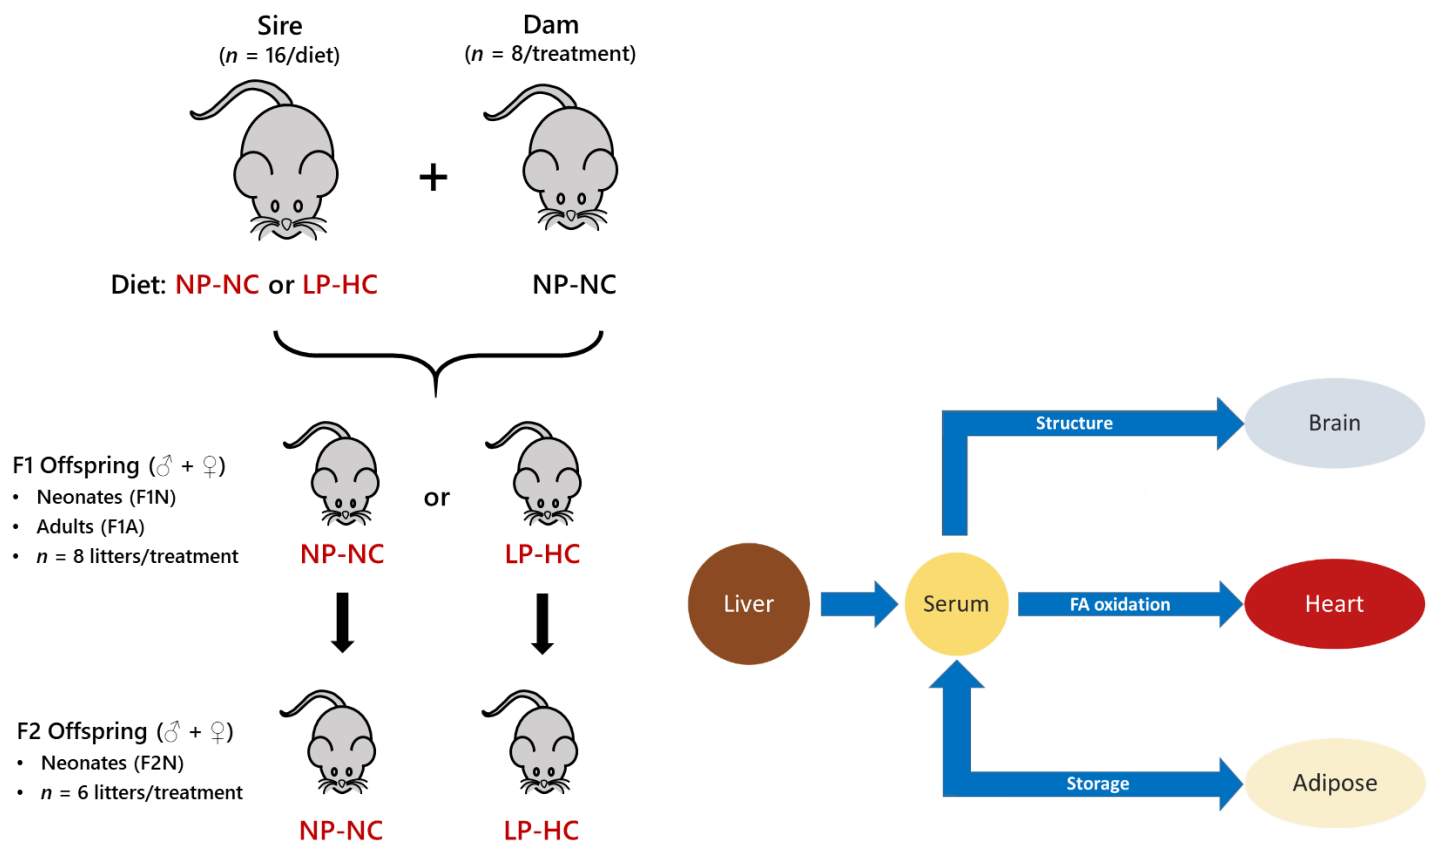 Sire
(n = 16/diet)
Dam
(n = 8/treatment)
+
Diet: NP-NC or LP-HC
NP-NC
F1 Offspring (♂ + ♀)
• Neonates (F1N)
• Adults (F1A)
• n = 8 litters/treatment
or
NP-NC
LP-HC
F2 Offspring (♂ + ♀)
• Neonates (F2N)
• n = 6 litters/treatment
NP-NC
LP-HC
Structure
Brain
Liver
Serum
FA oxidation
Heart
Storage
Adipose